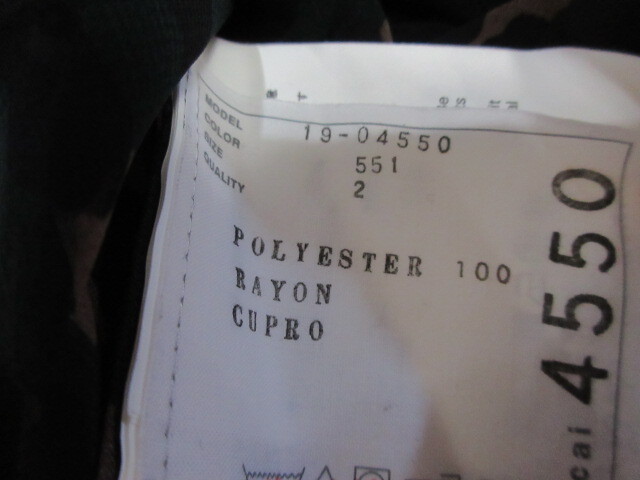 MODEL 19-04550
COLOR 551
SIZE 2
QUALITY
POLYESTER 100
RAYON
CUPRO
4550
cai